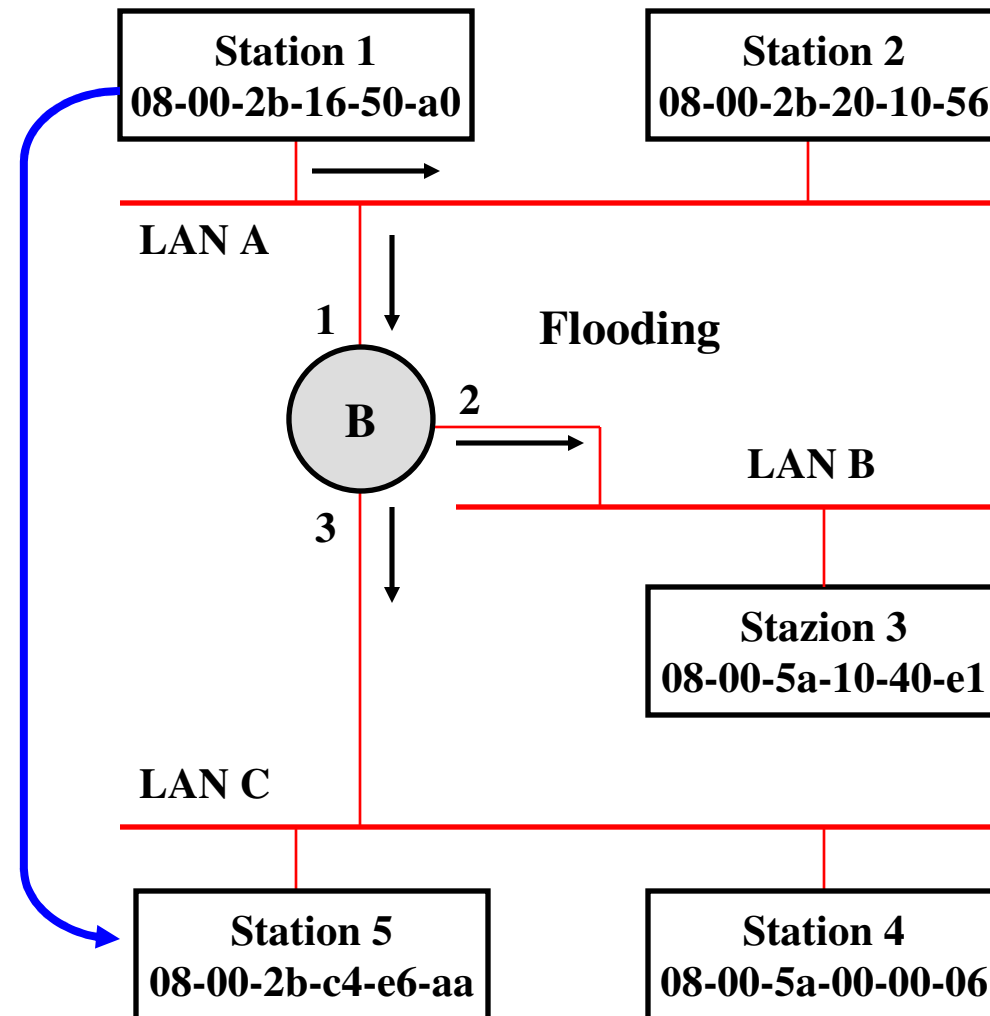 Station 1
08-00-2b-16-50-a0
Station 2
08-00-2b-20-10-56
LAN A
1
Flooding
B
2
LAN B
3
Stazion 3
08-00-5a-10-40-e1
LAN C
Station 5
08-00-2b-c4-e6-aa
Station 4
08-00-5a-00-00-06